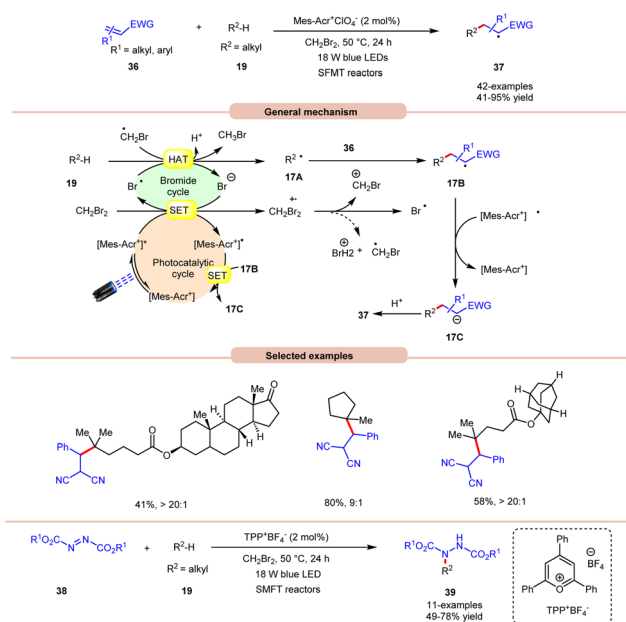 EWG
R¹
R¹ = alkyl, aryl
36
+
R²-H
R² = alkyl
19
Mes-Acr⁺ClO₄⁻ (2 mol%)
CH₂Br₂, 50 °C, 24 h
18 W blue LEDs
SFMT reactors
R² R¹ EWG
37
42-examples
41-95% yield
General mechanism
R²-H
19
•CH₂Br
H⁺
CH₃Br
HAT
R² •
17A
36
R² R¹ EWG
17B
Br•
Bromide
cycle
Br⊖
CH₂Br₂
SET
CH₂Br₂+•
⊕CH₂Br
Br•
⊕BrH2 + •CH₂Br
[Mes-Acr⁺]*
[Mes-Acr⁺]•
Photocatalytic
cycle
SET
17B
17C
[Mes-Acr⁺]
[Mes-Acr⁺] •
[Mes-Acr⁺]
37
H⁺
R² R¹ EWG
⊖
17C
Selected examples
Ph
Me Me
NC CN
O
O
Me
Me
O
H
H
H
41%, > 20:1
Me
Ph
NC CN
80%, 9:1
Me
Me
Ph
NC CN
O
O
H
H
H
58%, > 20:1
R¹O₂C N=N CO₂R¹
38
+
R²-H
R² = alkyl
19
TPP⁺BF₄⁻ (2 mol%)
CH₂Br₂, 50 °C, 24 h
18 W blue LED
SMFT reactors
R¹O₂C N H N CO₂R¹
R²
39
11-examples
49-78% yield
Ph
Ph O⊕ Ph
⊖BF₄
TPP⁺BF₄⁻